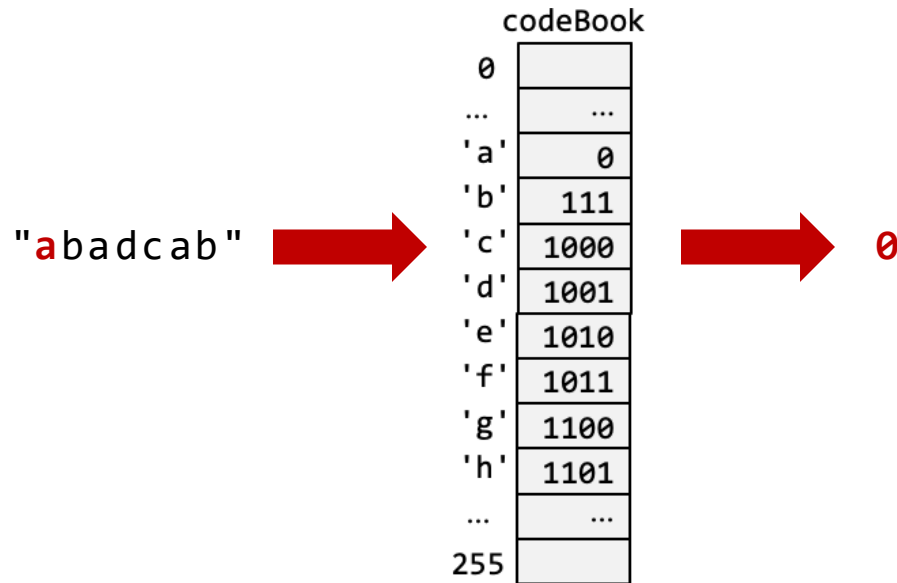 codeBook
0
... ...
'a' 0
'b' 111
"abadcab" 'c' 1000 0
'd' 1001
'e' 1010
'f' 1011
'g' 1100
'h' 1101
... ...
255